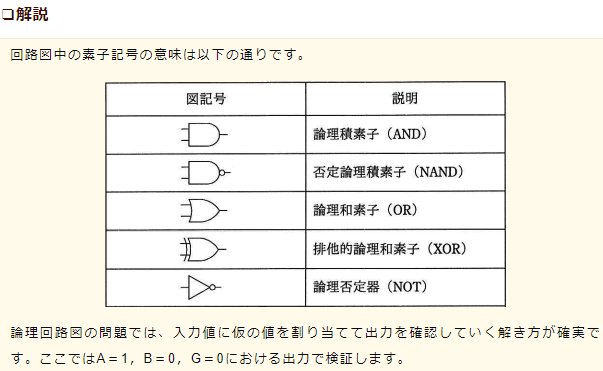 ❏解説
回路図中の素子記号の意味は以下の通りです。
図記号 説明
論理積素子（AND）
否定論理積素子（NAND）
論理和素子（OR）
排他的論理和素子（XOR）
論理否定器（NOT）
論理回路図の問題では、入力値に仮の値を割り当てて出力を確認していく解き方が確実で
す。ここではA＝1，B＝0，G＝0における出力で検証します。